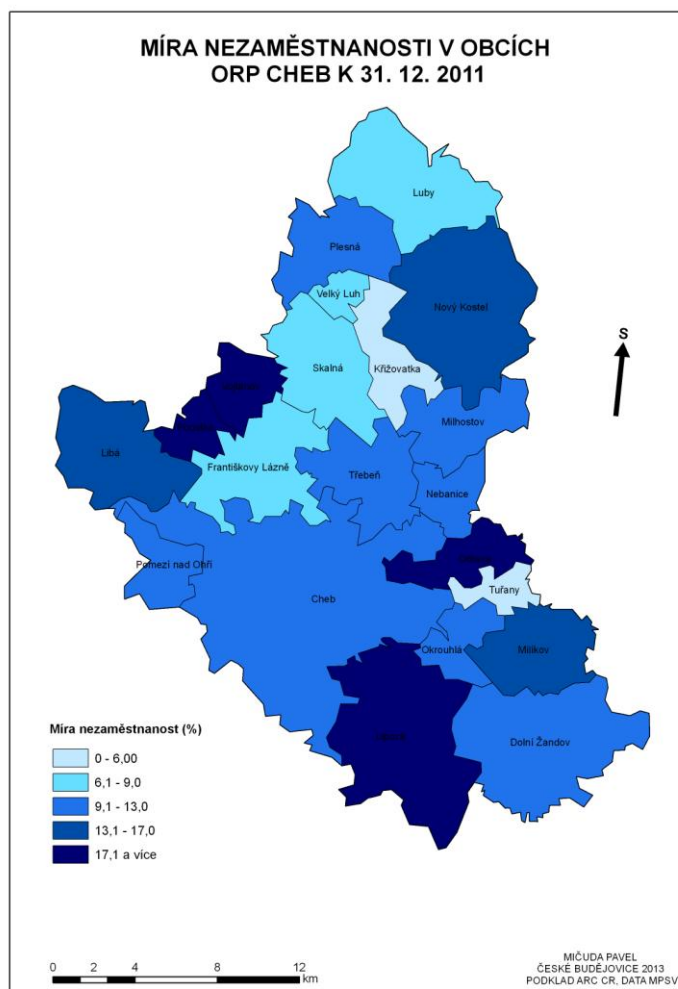 MÍRA NEZAMĚSTNANOSTI V OBCÍCH
ORP CHEB K 31. 12. 2011
Luby
Plesná
Velký Luh
Nový Kostel
S
Skalná
Křižovatka
Milhostov
Libá
Františkovy Lázně
Třebeň
Nebanice
Pomezí nad Ohří
Tuřany
Cheb
Okrouhlá
Milíkov
Dolní Žandov
Míra nezaměstnanost (%)
0 - 6,00
6,1 - 9,0
9,1 - 13,0
13,1 - 17,0
17,1 a více
0 2 4 8 12
km
MIČUDA PAVEL
ČESKÉ BUDĚJOVICE 2013
PODKLAD ARC CR, DATA MPSV